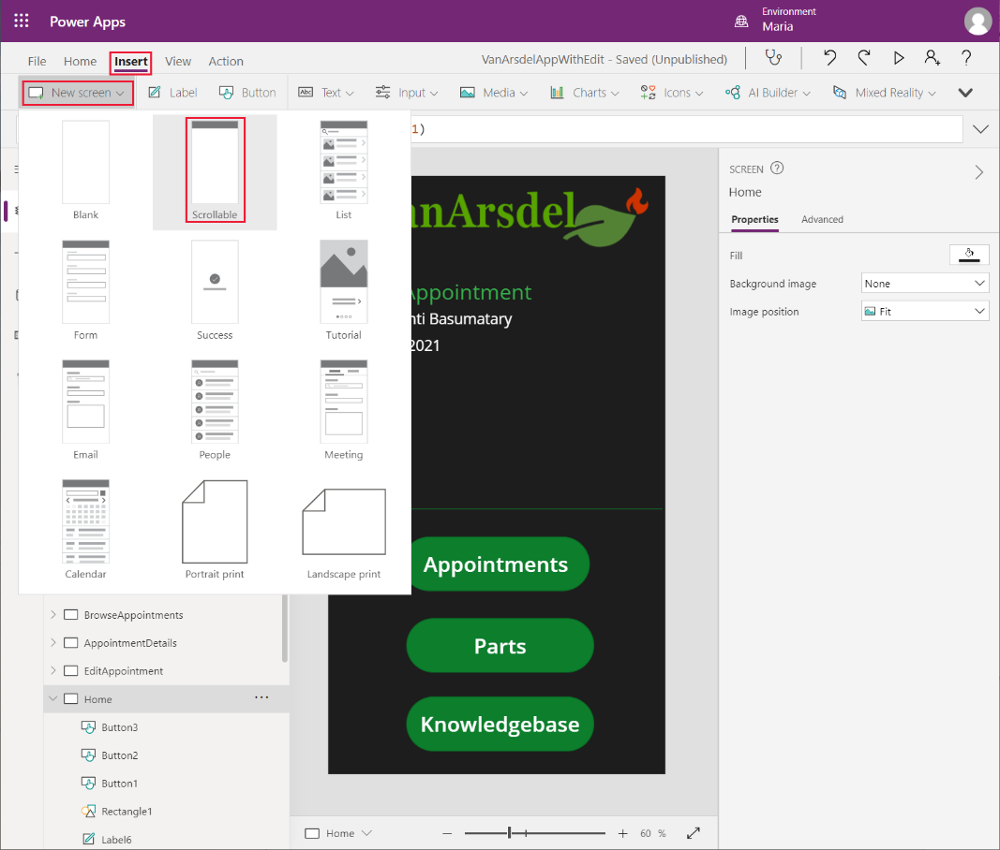 Power Apps
Environment
Maria
File Home Insert View Action
VanArsdelAppWithEdit - Saved (Unpublished)
New screen Label Button Text Input Media Charts Icons AI Builder Mixed Reality
1)
Blank Scrollable List
Form Success Tutorial
Email People Meeting
Calendar Portrait print Landscape print
SCREEN
Home
Properties Advanced
Fill
Background image None
Image position Fit
anArsdel
Appointment
nti Basumatary
2021
Appointments
Parts
Knowledgebase
BrowseAppointments
AppointmentDetails
EditAppointment
Home
Button3
Button2
Button1
Rectangle1
Label6
Home
60 %